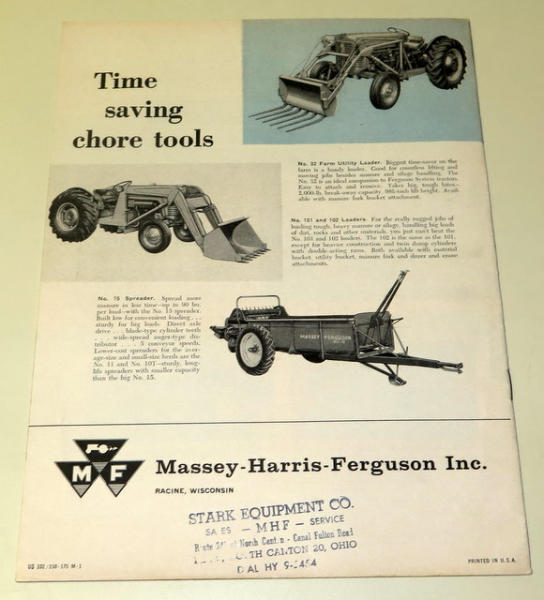 Time
saving
chore tools
No. 32 Farm Utility Loader. Biggest time-saver on the
farm is a handy loader. Good for countless lifting and
moving jobs besides manure and silage handling. The
No. 32 is an ideal companion to Ferguson System tractors.
Easy to attach and remove. Takes big, tough bites—
2,000-lb. break-away capacity. 105-inch lift height. Avail-
able with manure fork bucket attachment.
No. 101 and 102 Loaders. For the really rugged jobs of
loading tough, heavy manure or silage, handling big loads
of dirt, rocks and other materials, you just can't beat the
No. 101 and 102 loaders. The 102 is the same as the 101,
except for heavier construction and twin dump cylinders
with double-acting rams. Both available with material
bucket, utility bucket, manure fork and dozer and crane
attachments.
No. 15 Spreader. Spread more
manure in less time—up to 90 bu.
per load—with the No. 15 spreader.
Built low for convenient loading . . .
sturdy for big loads. Direct axle
drive . . . blade-type cylinder teeth
. . . wide-spread auger-type dis-
tributor . . . 5 conveyor speeds.
Lower-cost spreaders for the aver-
age-size and small-size herds are the
No. 11 and No. 10T—sturdy, long-
life spreaders with smaller capacity
than the big No. 15.
MASSEY-FERGUSON
M F
Massey-Harris-Ferguson Inc.
RACINE, WISCONSIN
STARK EQUIPMENT CO.
SALES - MHF - SERVICE
Route of North Canton - Canal Fulton Road
NORTH CANTON 20, OHIO
DIAL HY
US 102/158-175 M-1
PRINTED IN U.S.A.